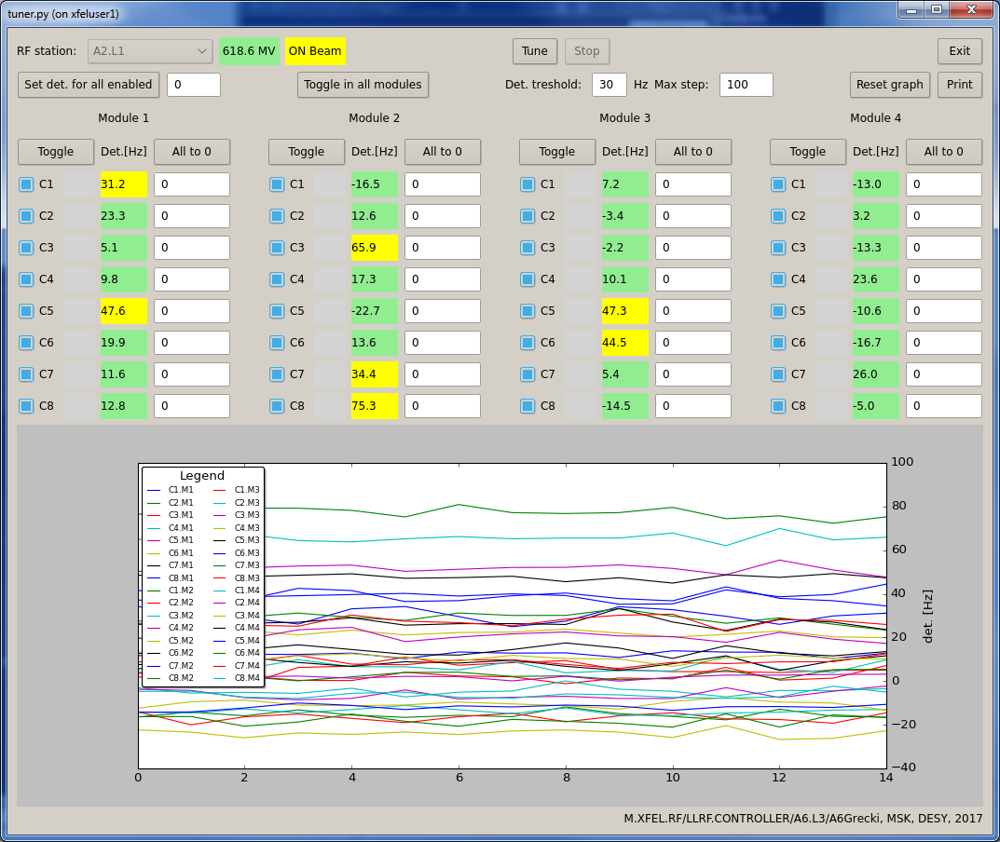 tuner.py (on xfeluser1)
RF station: A2.L1 618.6 MV ON Beam Tune Stop Exit
Set det. for all enabled 0 Toggle in all modules Det. treshold: 30 Hz Max step: 100 Reset graph Print
Module 1 Module 2 Module 3 Module 4
Toggle Det.[Hz] All to 0 Toggle Det.[Hz] All to 0 Toggle Det.[Hz] All to 0 Toggle Det.[Hz] All to 0
C1 31.2 0 C1 -16.5 0 C1 7.2 0 C1 -13.0 0
C2 23.3 0 C2 12.6 0 C2 -3.4 0 C2 3.2 0
C3 5.1 0 C3 65.9 0 C3 -2.2 0 C3 -13.3 0
C4 9.8 0 C4 17.3 0 C4 10.1 0 C4 23.6 0
C5 47.6 0 C5 -22.7 0 C5 47.3 0 C5 -10.6 0
C6 19.9 0 C6 13.6 0 C6 44.5 0 C6 -16.7 0
C7 11.6 0 C7 34.4 0 C7 5.4 0 C7 26.0 0
C8 12.8 0 C8 75.3 0 C8 -14.5 0 C8 -5.0 0
Legend
C1.M1 C1.M3
C2.M1 C2.M3
C3.M1 C3.M3
C4.M1 C4.M3
C5.M1 C5.M3
C6.M1 C6.M3
C7.M1 C7.M3
C8.M1 C8.M3
C1.M2 C1.M4
C2.M2 C2.M4
C3.M2 C3.M4
C4.M2 C4.M4
C5.M2 C5.M4
C6.M2 C6.M4
C7.M2 C7.M4
C8.M2 C8.M4
100
80
60
40
20
0
−20
−40
det. [Hz]
0 2 4 6 8 10 12 14
M.XFEL.RF/LLRF.CONTROLLER/A6.L3/A6Grecki, MSK, DESY, 2017